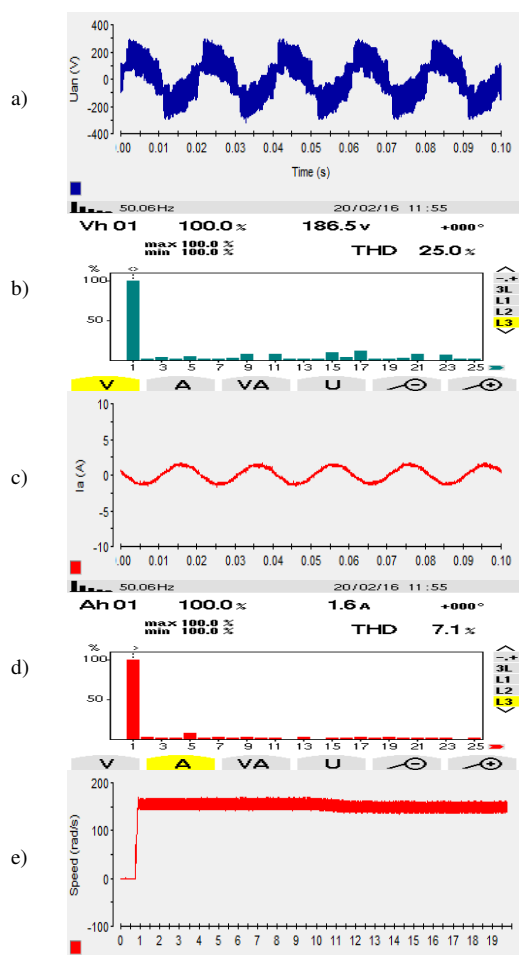 a)
Uan (V)
400
200
0
-200
-400
.00 0.01 0.02 0.03 0.04 0.05 0.06 0.07 0.08 0.09 0.10
Time (s)
50.06Hz 20/02/16 11:55
Vh 01 100.0 % 186.5 v +000°
max 100.0 %
min 100.0 %
THD 25.0 %
b)
%
100
50
1 3 5 7 9 11 13 15 17 19 21 23 25
-.+
3L
L1
L2
L3
V A VA U
c)
Ia (A)
10
5
0
-5
-10
.00 0.01 0.02 0.03 0.04 0.05 0.06 0.07 0.08 0.09 0.10
50.06Hz 20/02/16 11:55
Ah 01 100.0 % 1.6 A +000°
max 100.0 %
min 100.0 %
THD 7.1 %
d)
%
100
50
1 3 5 7 9 11 13 15 17 19 21 23 25
-.+
3L
L1
L2
L3
V A VA U
e)
Speed (rad/s)
200
100
0
-100
0 1 2 3 4 5 6 7 8 9 10 11 12 13 14 15 16 17 18 19